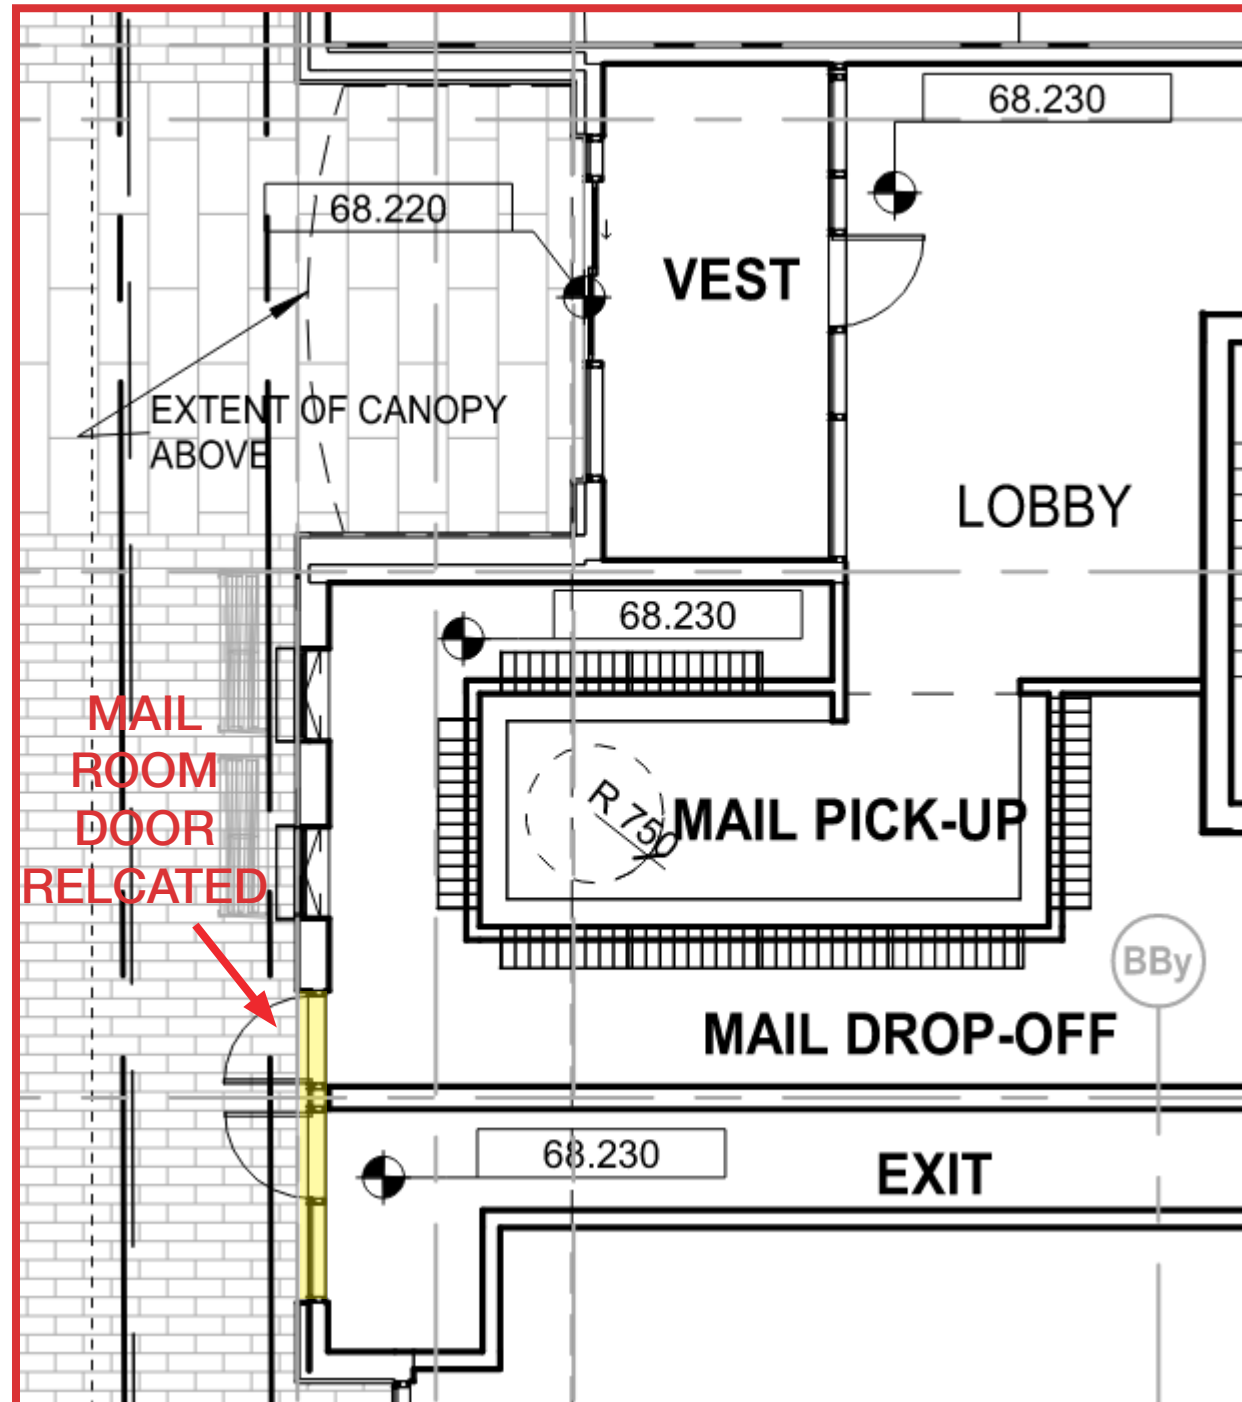 68.230
68.220
VEST
EXTENT OF CANOPY
ABOVE
LOBBY
68.230
MAIL
ROOM
DOOR
RELCATED
R 750
MAIL PICK-UP
BBy
MAIL DROP-OFF
68.230
EXIT